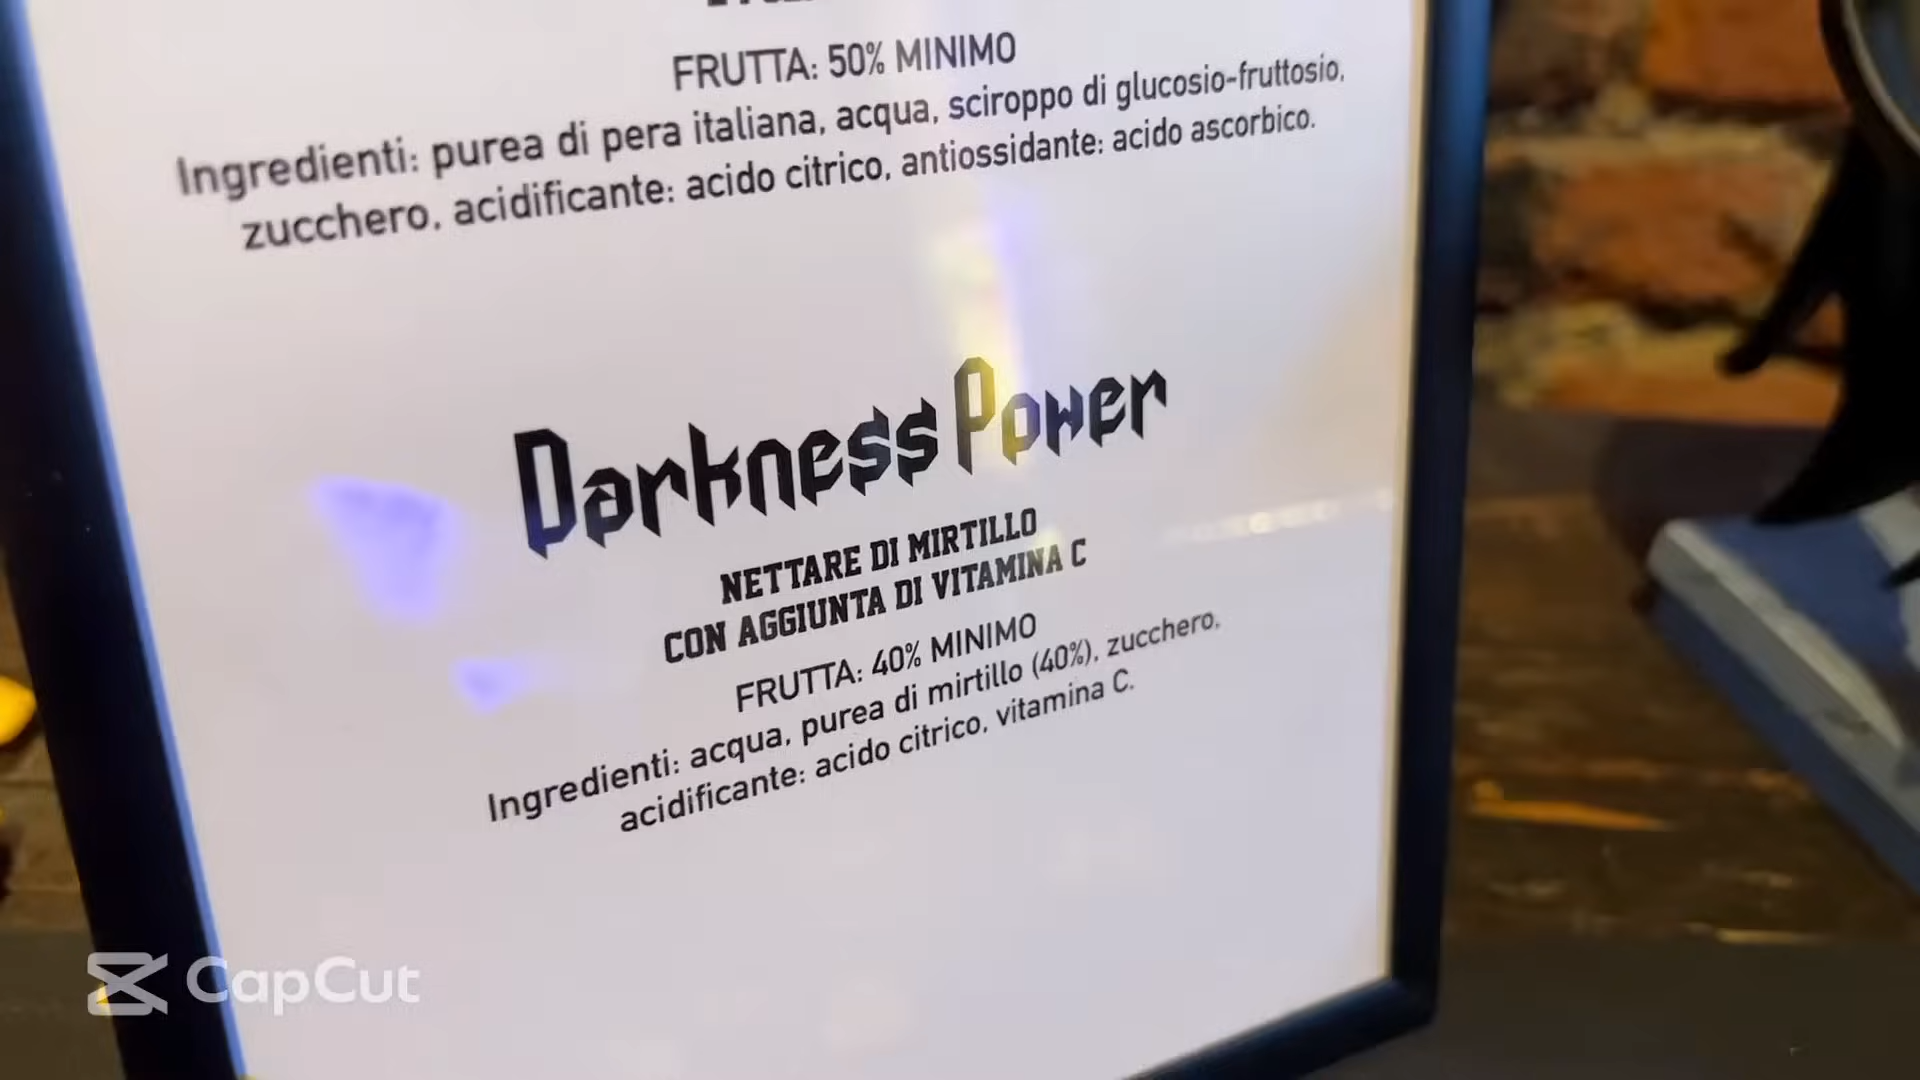 FRUTTA: 50% MINIMO
Ingredienti: purea di pera italiana, acqua, sciroppo di glucosio-fruttosio,
zucchero, acidificante: acido citrico, antiossidante: acido ascorbico.
Darkness Power
NETTARE DI MIRTILLO
CON AGGIUNTA DI VITAMINA C
FRUTTA: 40% MINIMO
Ingredienti: acqua, purea di mirtillo (40%), zucchero,
acidificante: acido citrico, vitamina C.
CapCut